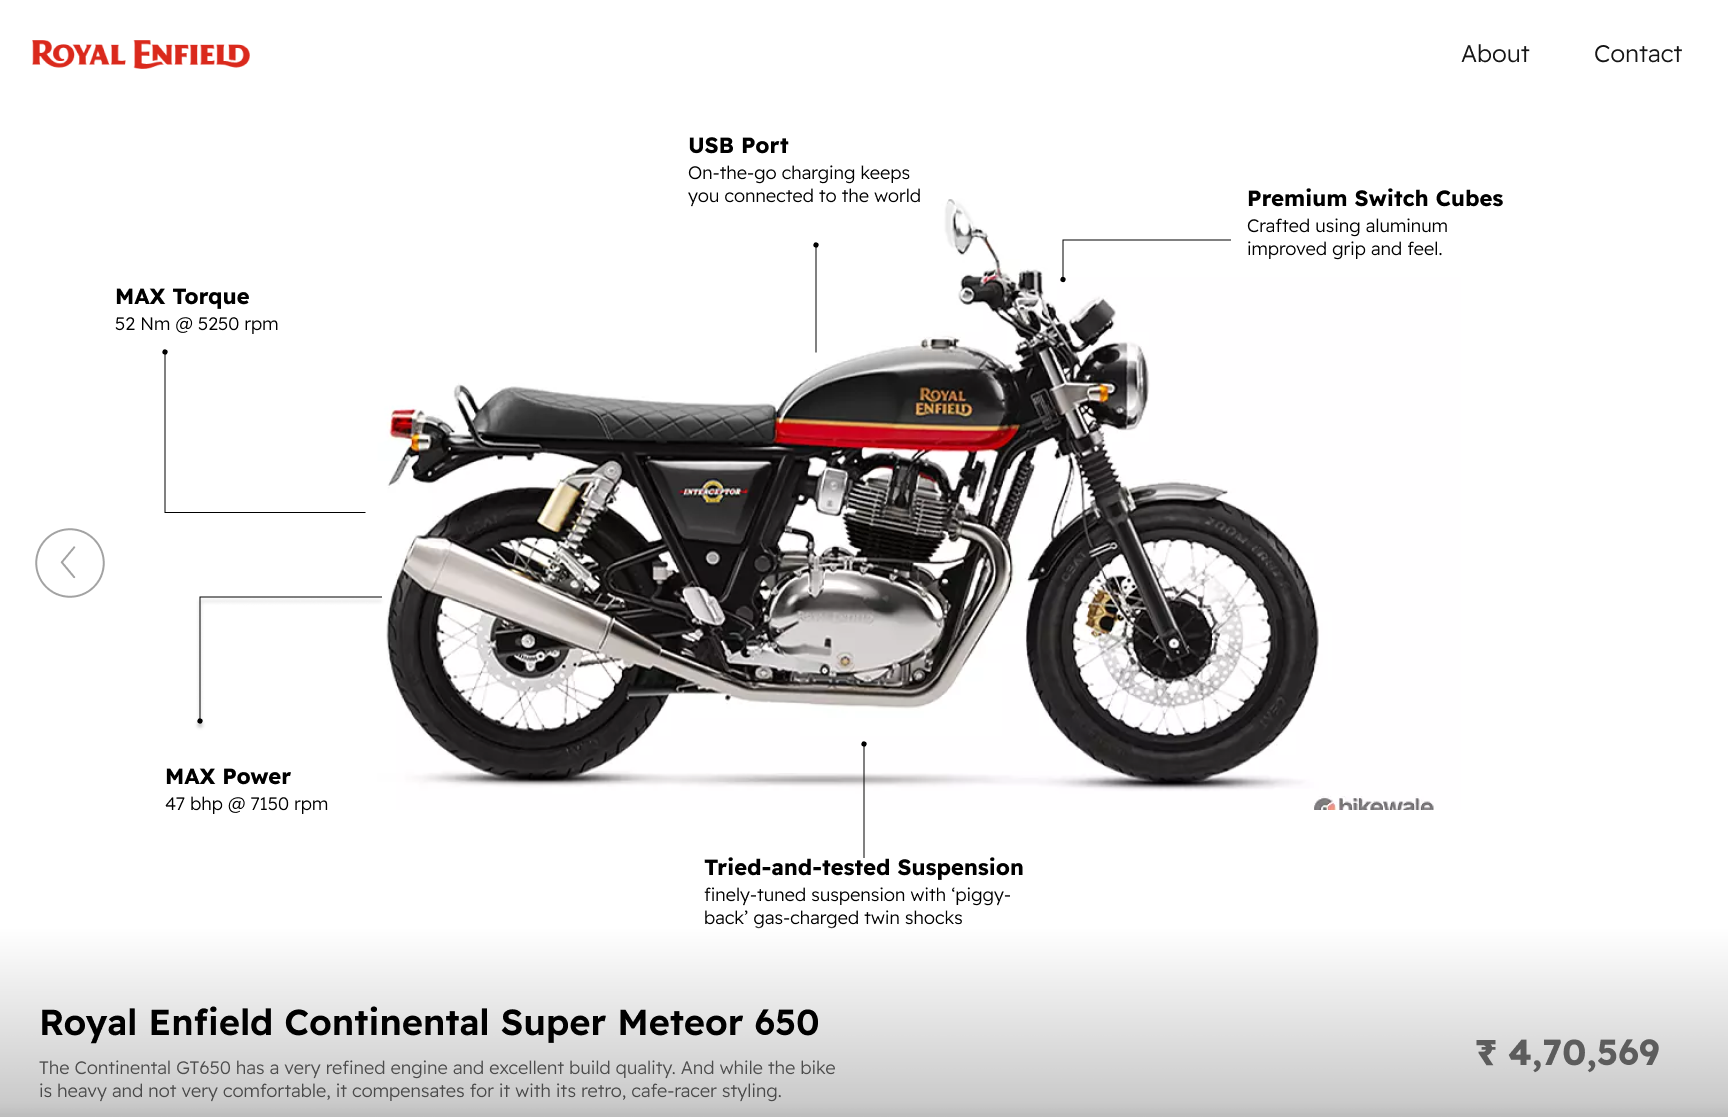 ROYAL ENFIELD
About
Contact
USB Port
On-the-go charging keeps
you connected to the world
Premium Switch Cubes
Crafted using aluminum
improved grip and feel.
MAX Torque
52 Nm @ 5250 rpm
ROYAL
ENFIELD
INTERCEPTOR
MAX Power
47 bhp @ 7150 rpm
bikewale
Tried-and-tested Suspension
finely-tuned suspension with ‘piggy-
back’ gas-charged twin shocks
Royal Enfield Continental Super Meteor 650
The Continental GT650 has a very refined engine and excellent build quality. And while the bike
is heavy and not very comfortable, it compensates for it with its retro, cafe-racer styling.
₹ 4,70,569